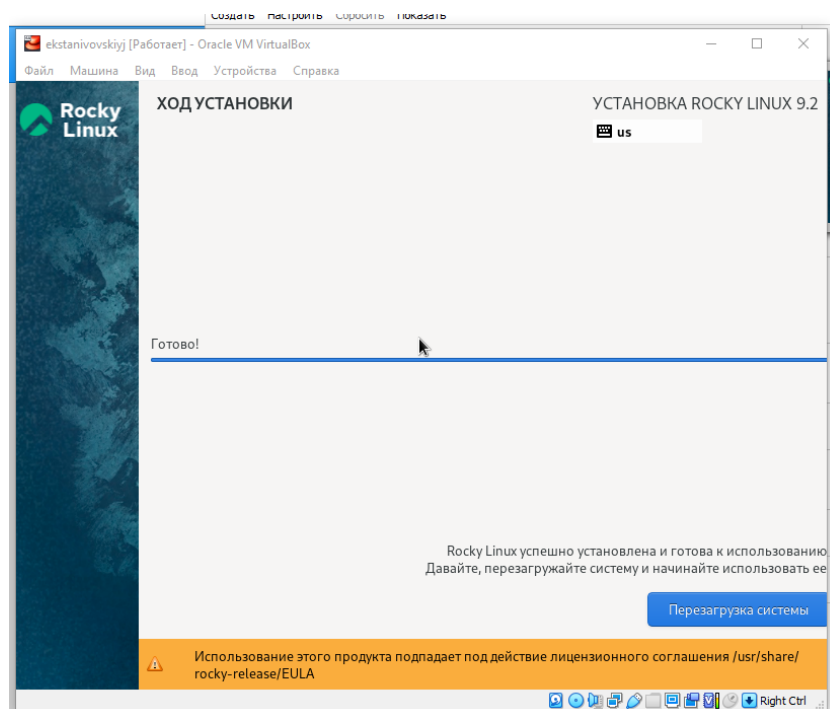 Создать Настроить Сбросить Показать
ekstanivovskiyj [Работает] - Oracle VM VirtualBox
Файл Машина Вид Ввод Устройства Справка
Rocky Linux
ХОД УСТАНОВКИ
УСТАНОВКА ROCKY LINUX 9.2
us
Готово!
Rocky Linux успешно установлена и готова к использованию
Давайте, перезагружайте систему и начинайте использовать ее
Перезагрузка системы
Использование этого продукта подпадает под действие лицензионного соглашения /usr/share/
rocky-release/EULA
Right Ctrl